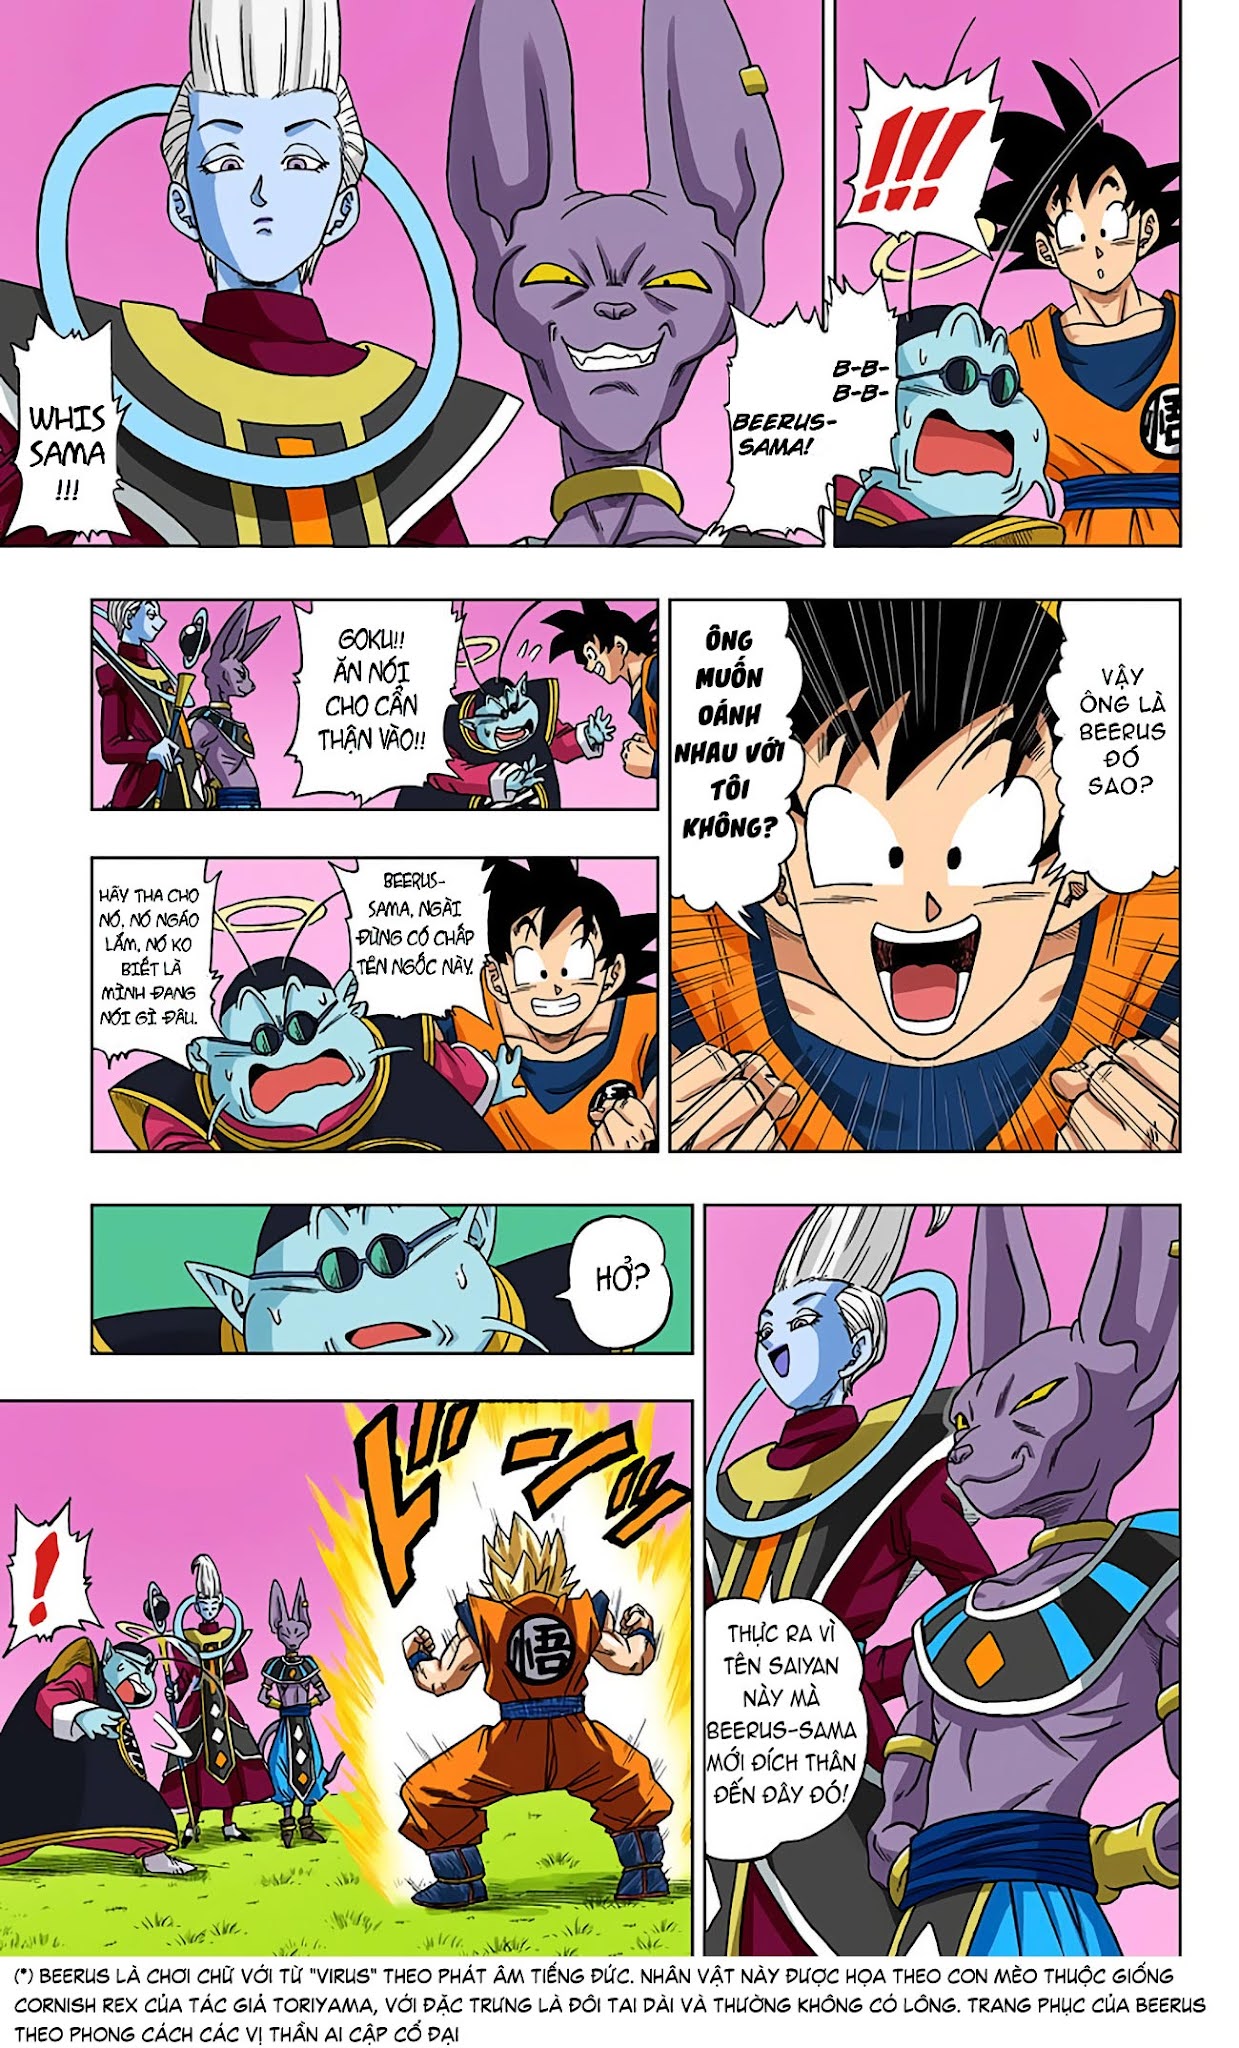 !!!
B-B-
B-B-
BEERUS-
SAMA!
WHIS
SAMA
!!!
悟
VẬY
ÔNG LÀ
BEERUS
ĐÓ
SAO?
ÔNG
MUỐN
OÁNH
NHAU VỚI
TÔI
KHÔNG?
GOKU!!
ĂN NÓI
CHO CẨN
THẬN VÀO!!
BEERUS-
SAMA, NGÀI
ĐỪNG CÓ CHẤP
TÊN NGỐC NÀY.
HÃY THA CHO
NÓ, NÓ NGÁO
LẮM, NÓ KO
BIẾT LÀ
MÌNH ĐANG
NÓI GÌ ĐÂU.
THỰC RA VÌ
TÊN SAIYAN
NÀY MÀ
BEERUS-SAMA
MỚI ĐÍCH THÂN
ĐẾN ĐÂY ĐÓ!
HỞ?
ドンッ
悟
!
(*) BEERUS LÀ CHƠI CHỮ VỚI TỪ "VIRUS" THEO PHÁT ÂM TIẾNG ĐỨC. NHÂN VẬT NÀY ĐƯỢC HỌA THEO CON MÈO THUỘC GIỐNG
CORNISH REX CỦA TÁC GIẢ TORIYAMA, VỚI ĐẶC TRƯNG LÀ ĐÔI TAI DÀI VÀ THƯỜNG KHÔNG CÓ LÔNG. TRANG PHỤC CỦA BEERUS
THEO PHONG CÁCH CÁC VỊ THẦN AI CẬP CỔ ĐẠI